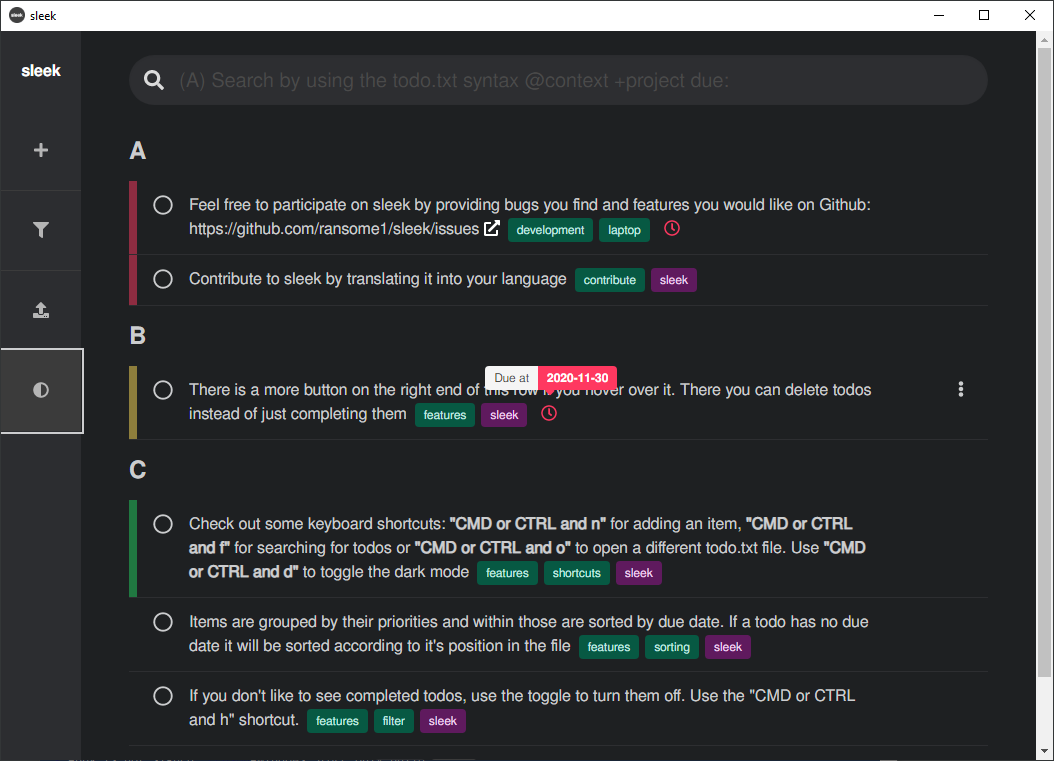 sleek
sleek
(A) Search by using the todo.txt syntax @context +project due:
A
Feel free to participate on sleek by providing bugs you find and features you would like on Github:
https://github.com/ransome1/sleek/issues development laptop
Contribute to sleek by translating it into your language contribute sleek
B
Due at 2020-11-30
There is a more button on the right end of this row if you hover over it. There you can delete todos
instead of just completing them features sleek
C
Check out some keyboard shortcuts: "CMD or CTRL and n" for adding an item, "CMD or CTRL
and f" for searching for todos or "CMD or CTRL and o" to open a different todo.txt file. Use "CMD
or CTRL and d" to toggle the dark mode features shortcuts sleek
Items are grouped by their priorities and within those are sorted by due date. If a todo has no due
date it will be sorted according to it's position in the file features sorting sleek
If you don't like to see completed todos, use the toggle to turn them off. Use the "CMD or CTRL
and h" shortcut. features filter sleek